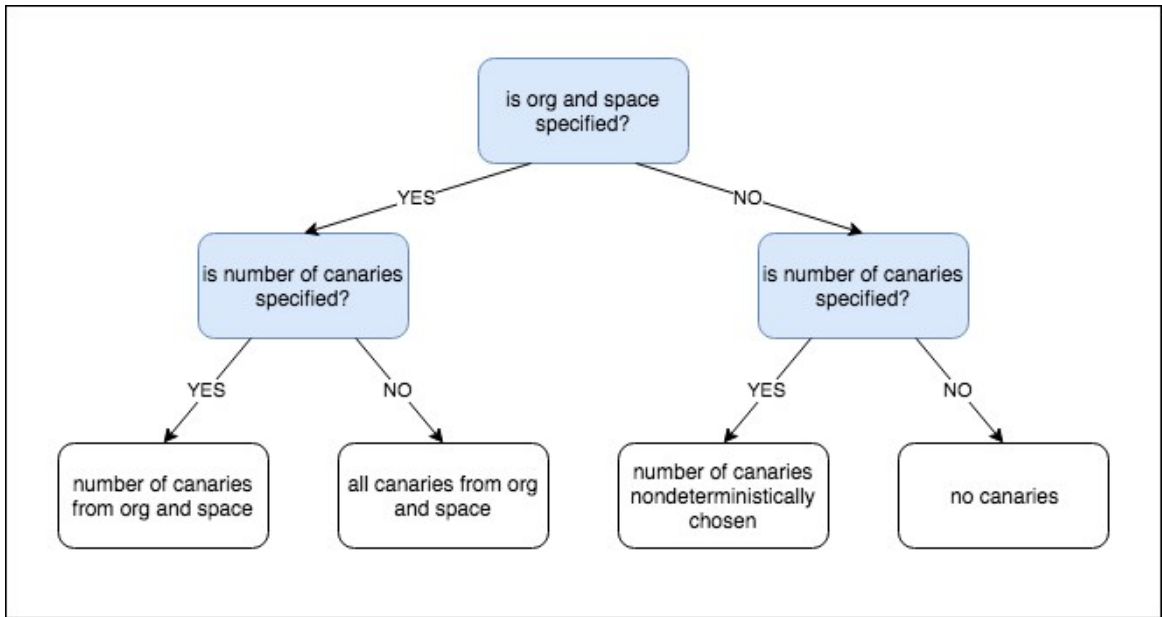 is org and space
specified?
YES
NO
is number of canaries
specified?
is number of canaries
specified?
YES
NO
YES
NO
number of canaries
from org and space
all canaries from org
and space
number of canaries
nondeterministically
chosen
no canaries